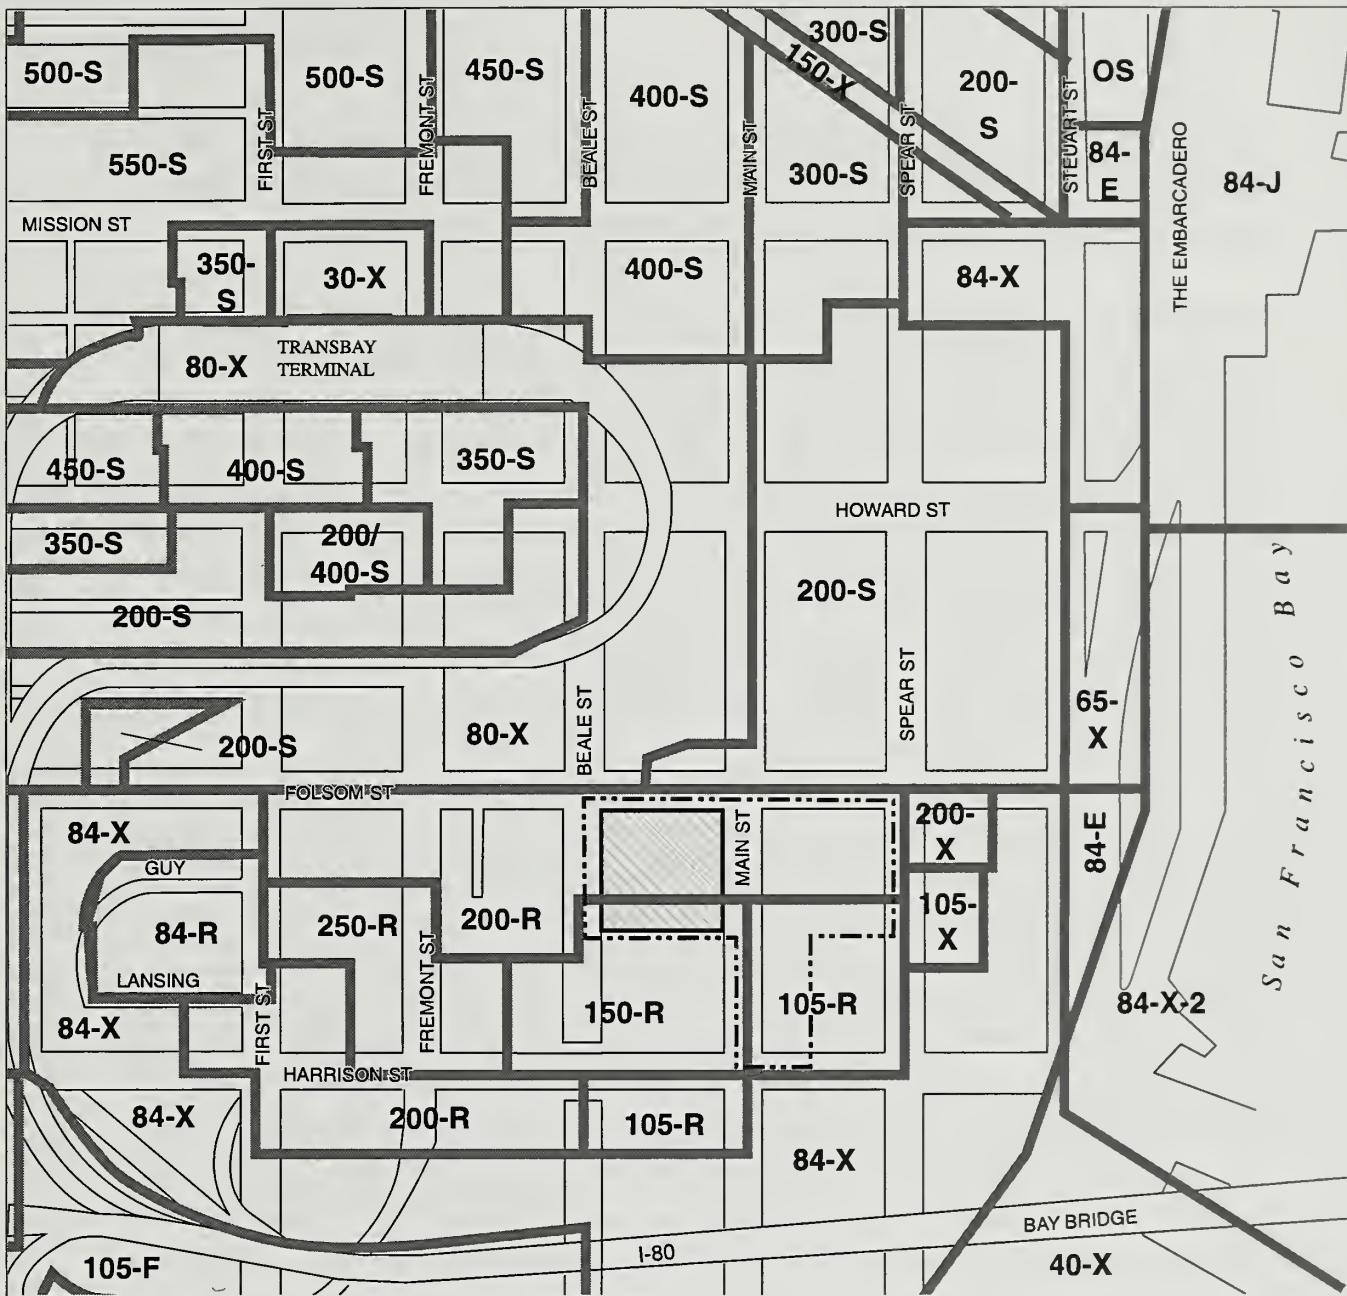 300-S
500-S
500-S
450-S
400-S
150-X
200-
S
OS
FIRST ST
FREMONT ST
BEALE ST
MAIN ST
SPEAR ST
STEUART ST
THE EMBARCADERO
550-S
300-S
84-
E
84-J
MISSION ST
350-
S
30-X
400-S
84-X
80-X
TRANSBAY
TERMINAL
450-S
400-S
350-S
HOWARD ST
350-S
200/
400-S
200-S
200-S
San Francisco Bay
SPEAR ST
BEALE ST
80-X
200-S
65-
X
FOLSOM ST
84-X
GUY
MAIN ST
200-
X
84-E
84-R
250-R
200-R
105-
X
FREMONT ST
LANSING
FIRST ST
84-X
150-R
105-R
84-X-2
HARRISON ST
84-X
200-R
105-R
84-X
BAY BRIDGE
I-80
105-F
40-X